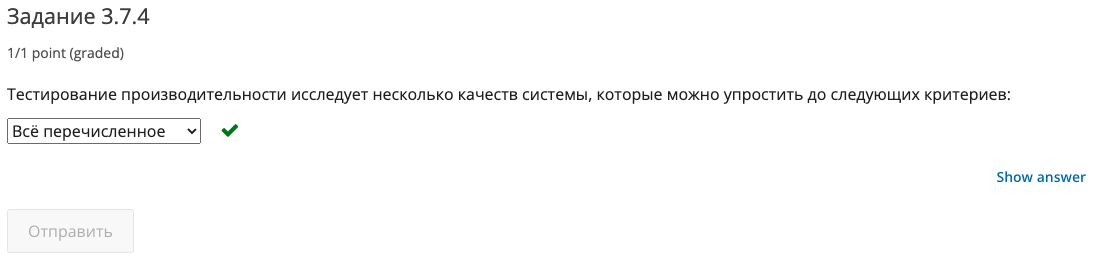 Задание 3.7.4
1/1 point (graded)
Тестирование производительности исследует несколько качеств системы, которые можно упростить до следующих критериев:
Всё перечисленное
Show answer
Отправить